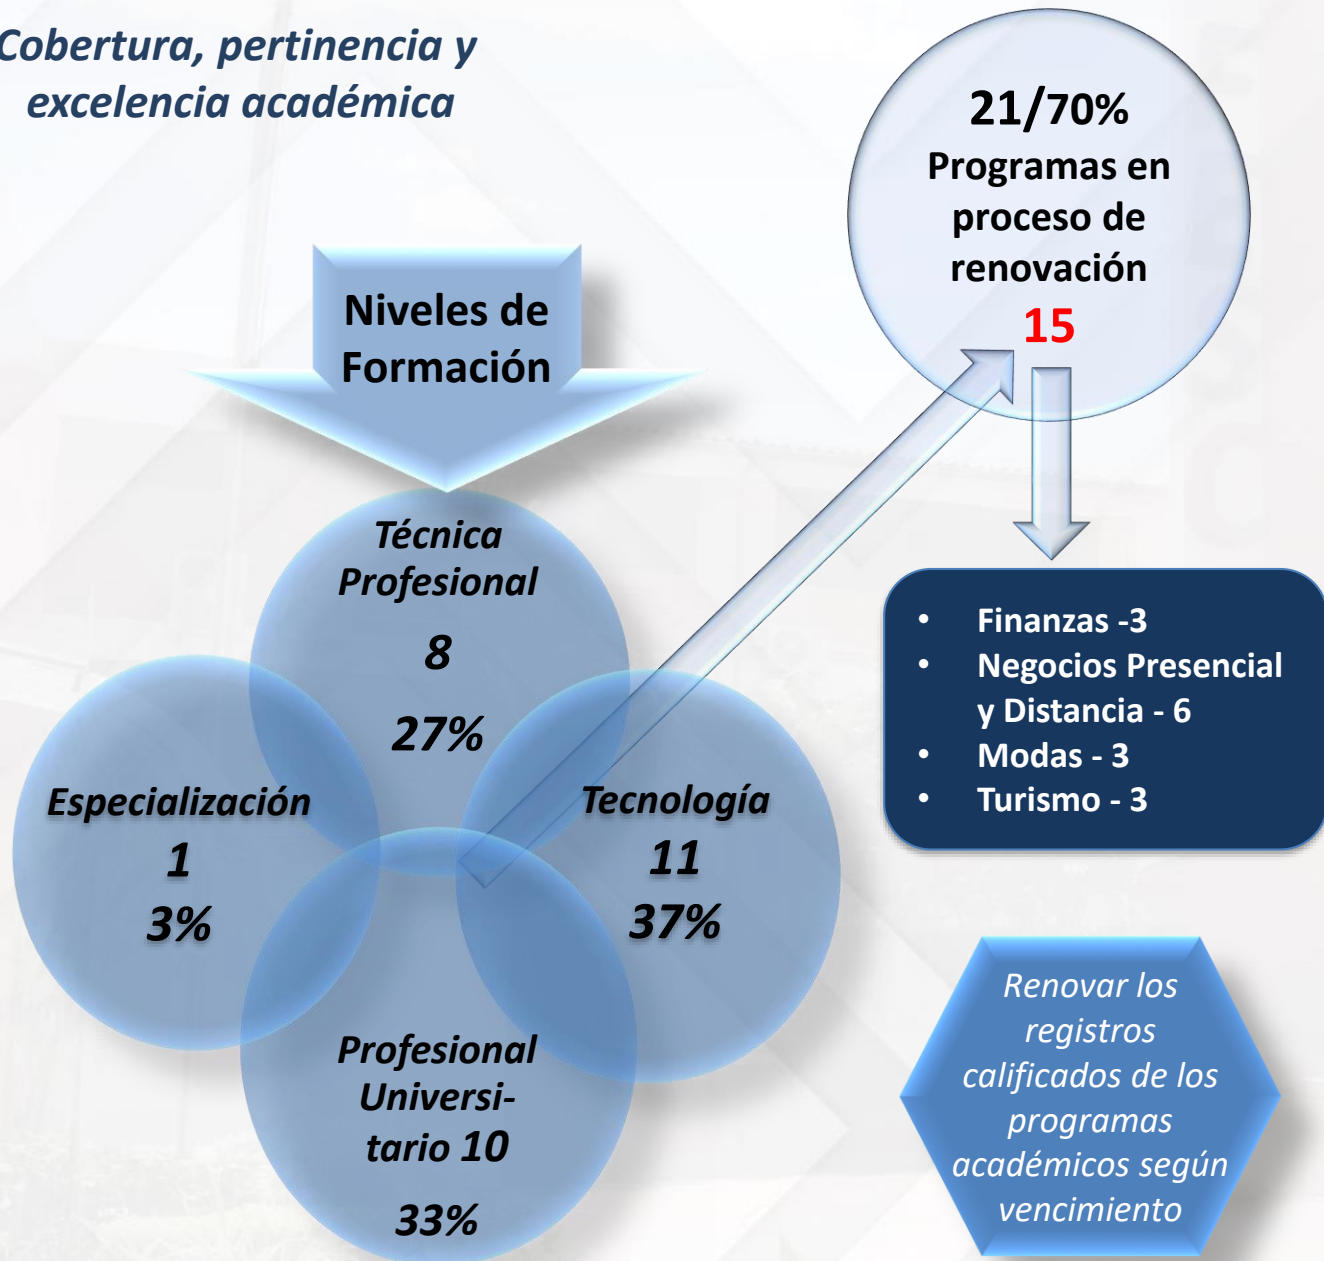 Cobertura, pertinencia y
excelencia académica
21/70%
Programas en
proceso de
renovación
15
Niveles de
Formación
Técnica
Profesional
8
27%
Especialización
1
3%
Tecnología
11
37%
Profesional
Universi-
tario 10
33%
• Finanzas -3
• Negocios Presencial
y Distancia - 6
• Modas - 3
• Turismo - 3
Renovar los
registros
calificados de los
programas
académicos según
vencimiento